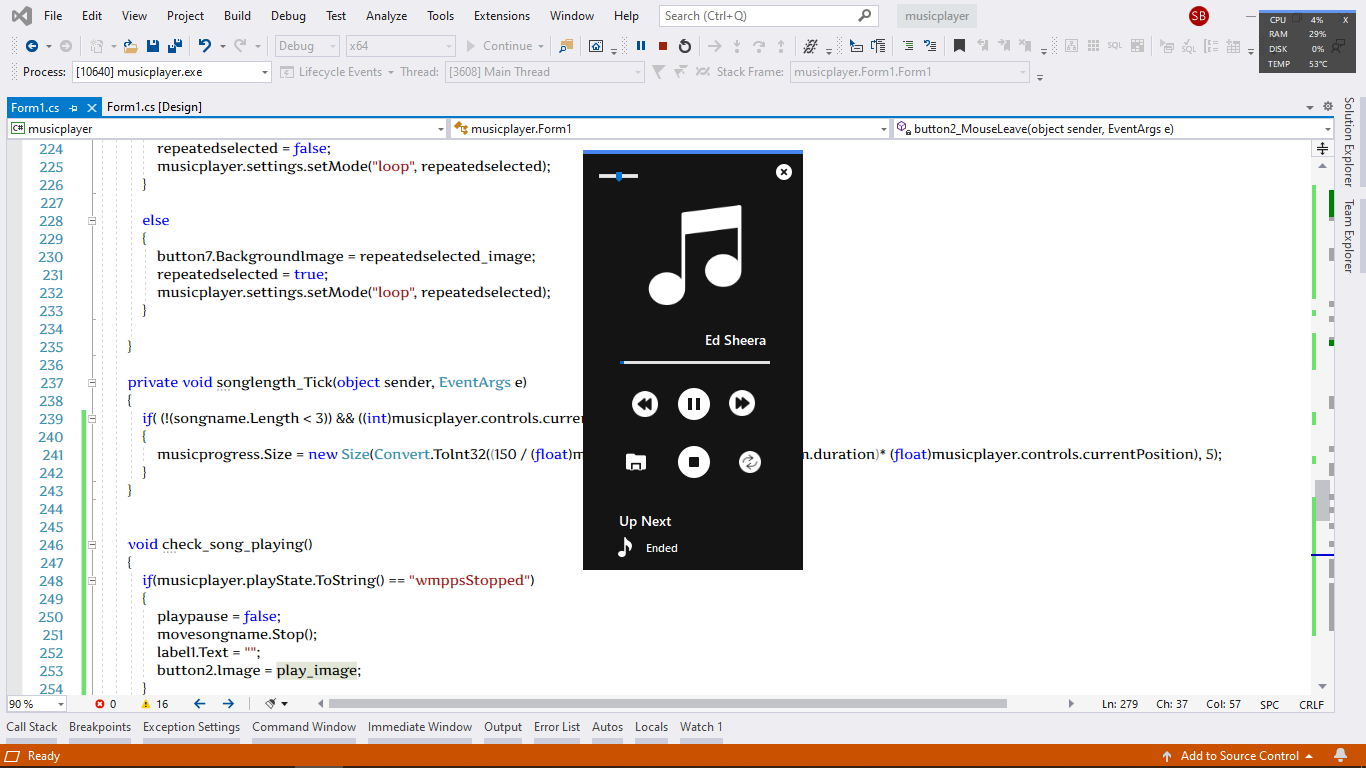 File Edit View Project Build Debug Test Analyze Tools Extensions Window Help Search (Ctrl+Q) musicplayer SB
CPU 4% X
RAM 29%
DISK 0%
TEMP 53°C
Debug x64 Continue
Process: [10640] musicplayer.exe Lifecycle Events Thread: [3608] Main Thread Stack Frame: musicplayer.Form1.Form1
Form1.cs Form1.cs [Design]
C# musicplayer musicplayer.Form1 button2_MouseLeave(object sender, EventArgs e)
Solution Explorer
Team Explorer
224 repeatedselected = false;
225 musicplayer.settings.setMode("loop", repeatedselected);
226 }
227
228 else
229 {
230 button7.BackgroundImage = repeatedselected_image;
231 repeatedselected = true;
232 musicplayer.settings.setMode("loop", repeatedselected);
233 }
234
235 }
236
237 private void songlength_Tick(object sender, EventArgs e)
238 {
239 if( (!(songname.Length < 3)) && ((int)musicplayer.controls.curre
240 {
241 musicprogress.Size = new Size(Convert.ToInt32((150 / (float)m n.duration)* (float)musicplayer.controls.currentPosition), 5);
242 }
243 }
244
245
246 void check_song_playing()
247 {
248 if(musicplayer.playState.ToString() == "wmppsStopped")
249 {
250 playpause = false;
251 movesongname.Stop();
252 label1.Text = "";
253 button2.Image = play_image;
254 }
Ed Sheera
Up Next
Ended
90 % 0 16 Ln: 279 Ch: 37 Col: 57 SPC CRLF
Call Stack Breakpoints Exception Settings Command Window Immediate Window Output Error List Autos Locals Watch 1
Ready Add to Source Control